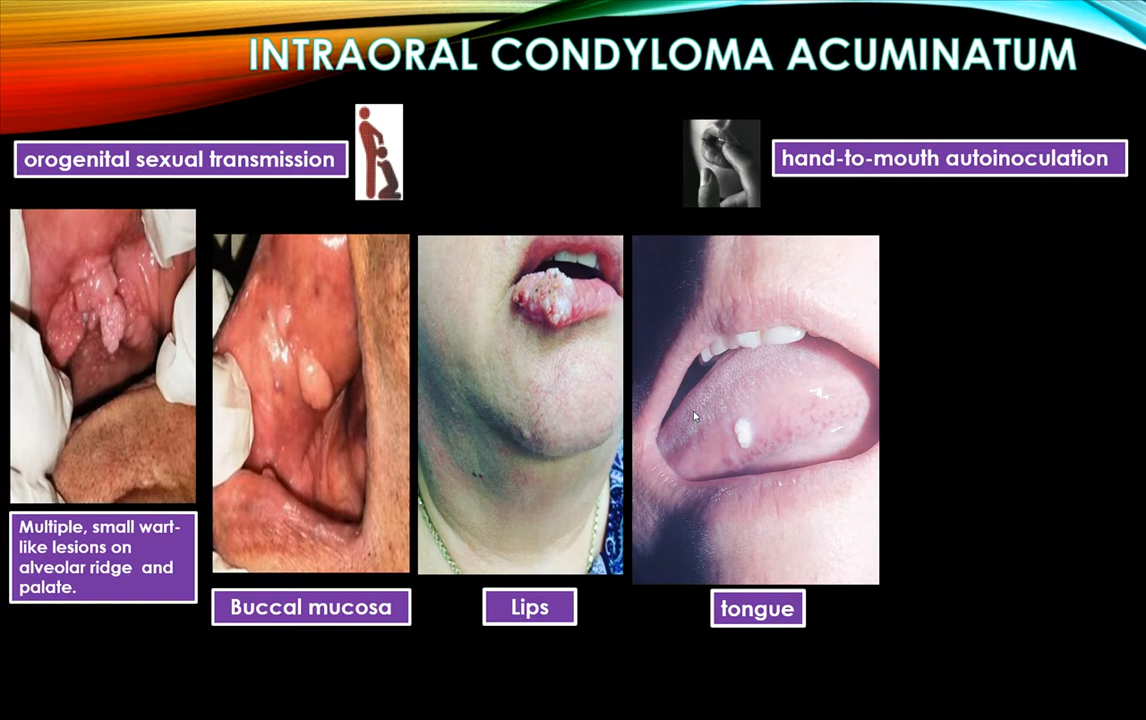 INTRAORAL CONDYLOMA ACUMINATUM
orogenital sexual transmission
hand-to-mouth autoinoculation
Multiple, small wart-
like lesions on
alveolar ridge and
palate.
Buccal mucosa
Lips
tongue